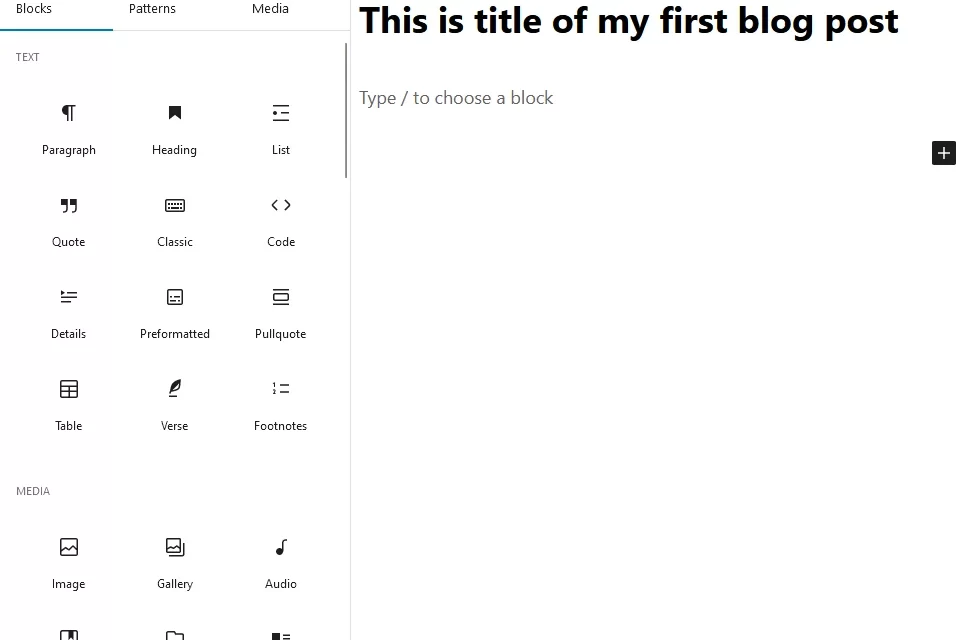 Blocks Patterns Media
This is title of my first blog post
TEXT
Type / to choose a block
Paragraph Heading List
Quote Classic Code
Details Preformatted Pullquote
Table Verse Footnotes
MEDIA
Image Gallery Audio